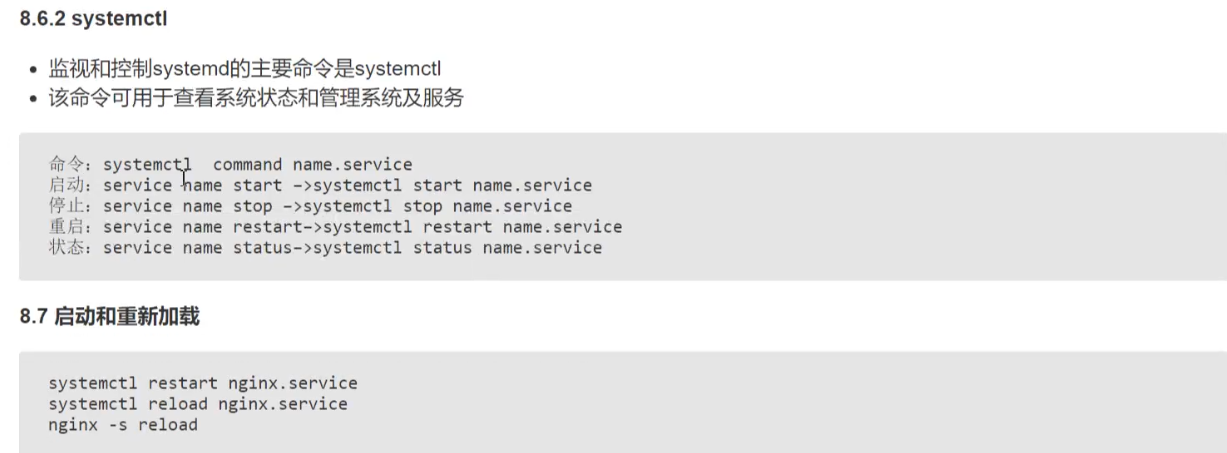 8.6.2 systemctl
监视和控制systemd的主要命令是systemctl
该命令可用于查看系统状态和管理系统及服务
命令：systemctl  command name.service
启动：service name start ->systemctl start name.service
停止：service name stop ->systemctl stop name.service
重启：service name restart->systemctl restart name.service
状态：service name status->systemctl status name.service
8.7 启动和重新加载
systemctl restart nginx.service
systemctl reload nginx.service
nginx -s reload